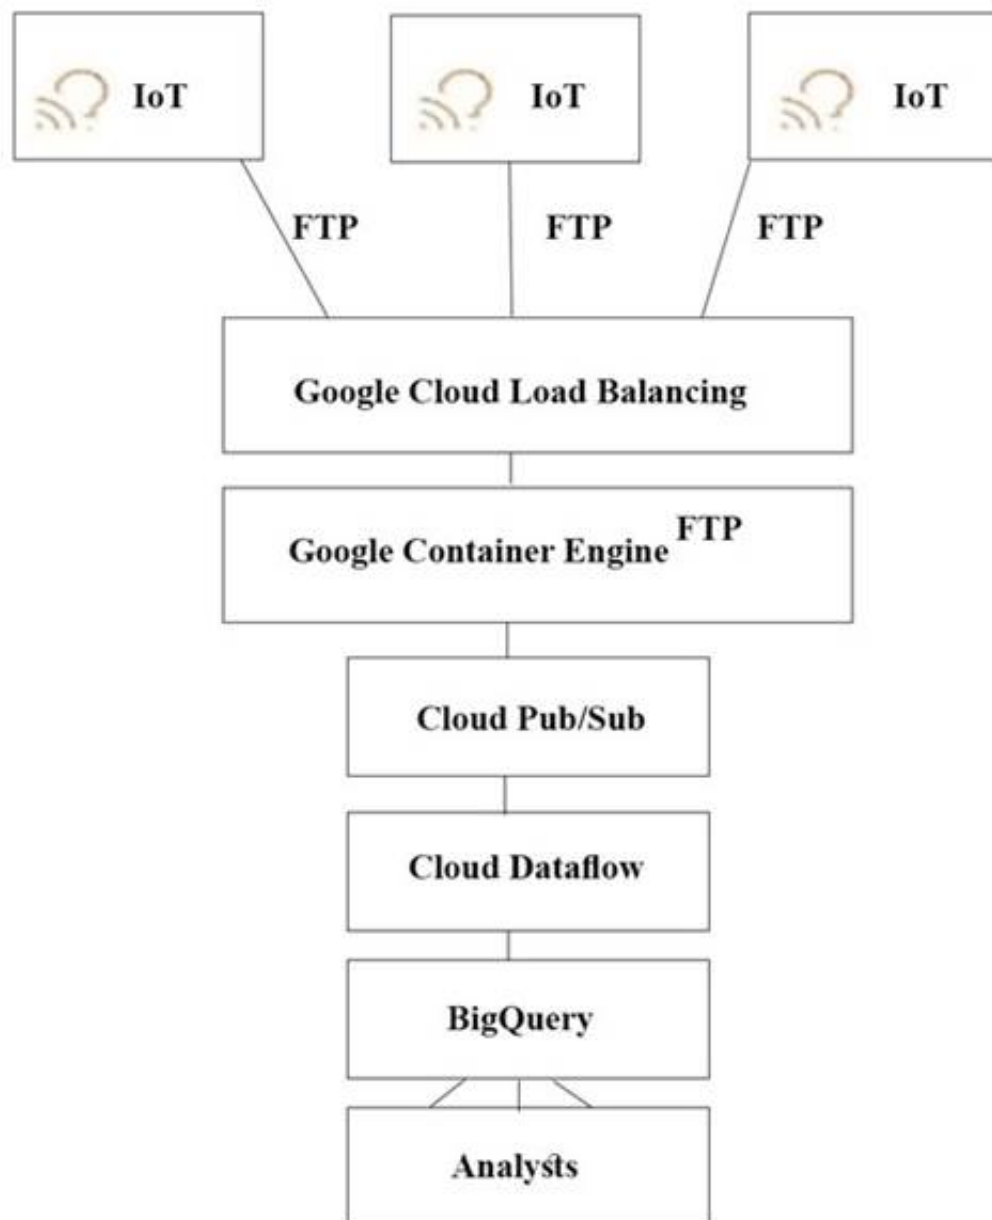 IoT
IoT
IoT
FTP
FTP
FTP
Google Cloud Load Balancing
Google Container Engine FTP
Cloud Pub/Sub
Cloud Dataflow
BigQuery
Analysts